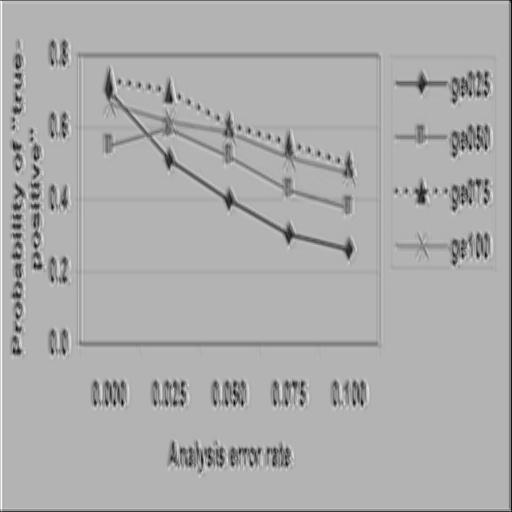 Probability of "true-
positive"
0.8
0.6
0.4
0.2
0.0
0.000 0.025 0.050 0.075 0.100
Analysis error rate
ge025
ge050
ge075
ge100